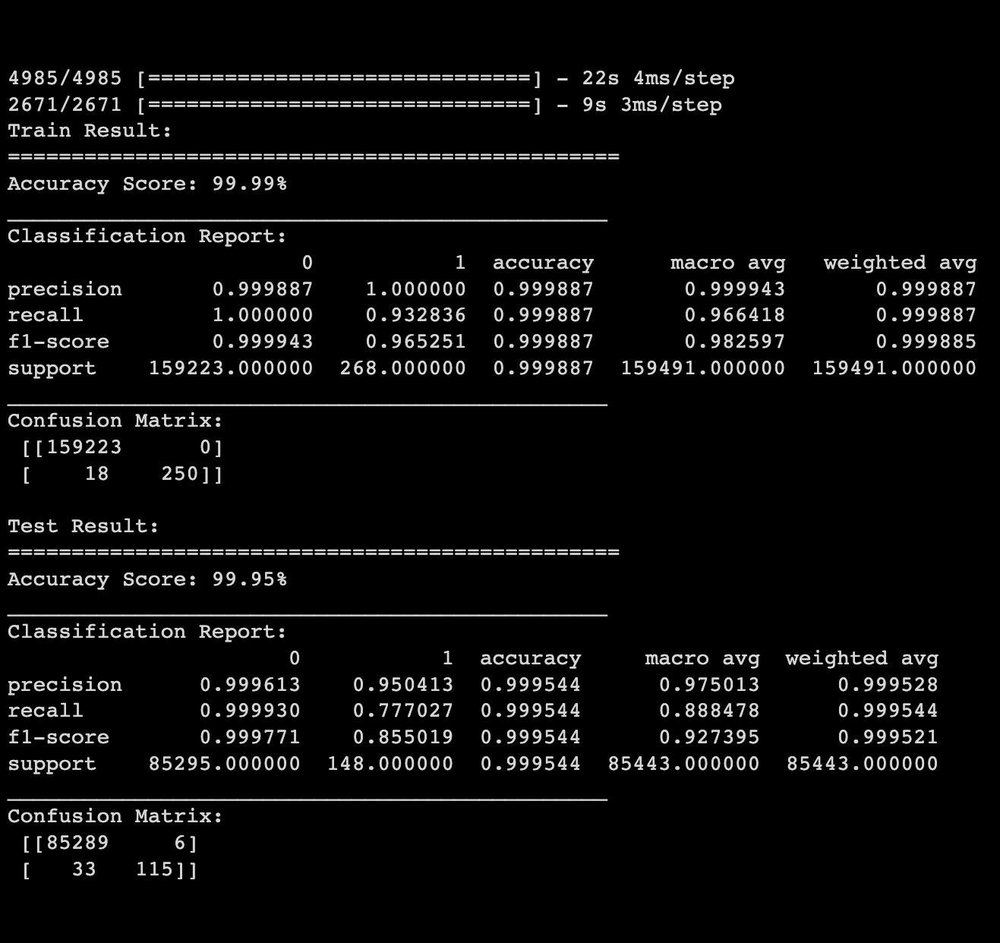 4985/4985 [==============================] - 22s 4ms/step
2671/2671 [==============================] - 9s 3ms/step
Train Result:
================================================
Accuracy Score: 99.99%
_______________________________________________
Classification Report:
                       0           1  accuracy      macro avg   weighted avg
precision       0.999887    1.000000  0.999887       0.999943       0.999887
recall          1.000000    0.932836  0.999887       0.966418       0.999887
f1-score        0.999943    0.965251  0.999887       0.982597       0.999885
support    159223.000000  268.000000  0.999887  159491.000000  159491.000000
_______________________________________________
Confusion Matrix:
 [[159223      0]
 [    18    250]]

Test Result:
================================================
Accuracy Score: 99.95%
_______________________________________________
Classification Report:
                      0           1  accuracy     macro avg  weighted avg
precision      0.999613    0.950413  0.999544      0.975013      0.999528
recall         0.999930    0.777027  0.999544      0.888478      0.999544
f1-score       0.999771    0.855019  0.999544      0.927395      0.999521
support    85295.000000  148.000000  0.999544  85443.000000  85443.000000
_______________________________________________
Confusion Matrix:
 [[85289     6]
 [   33   115]]